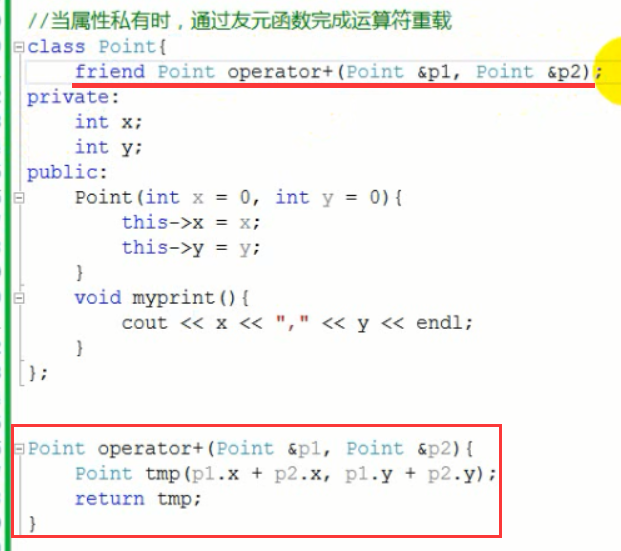 //当属性私有时，通过友元函数完成运算符重载
class Point{
friend Point operator+(Point &p1, Point &p2);
private:
int x;
int y;
public:
Point(int x = 0, int y = 0){
this->x = x;
this->y = y;
}
void myprint(){
cout << x << "," << y << endl;
}
};
Point operator+(Point &p1, Point &p2){
Point tmp(p1.x + p2.x, p1.y + p2.y);
return tmp;
}